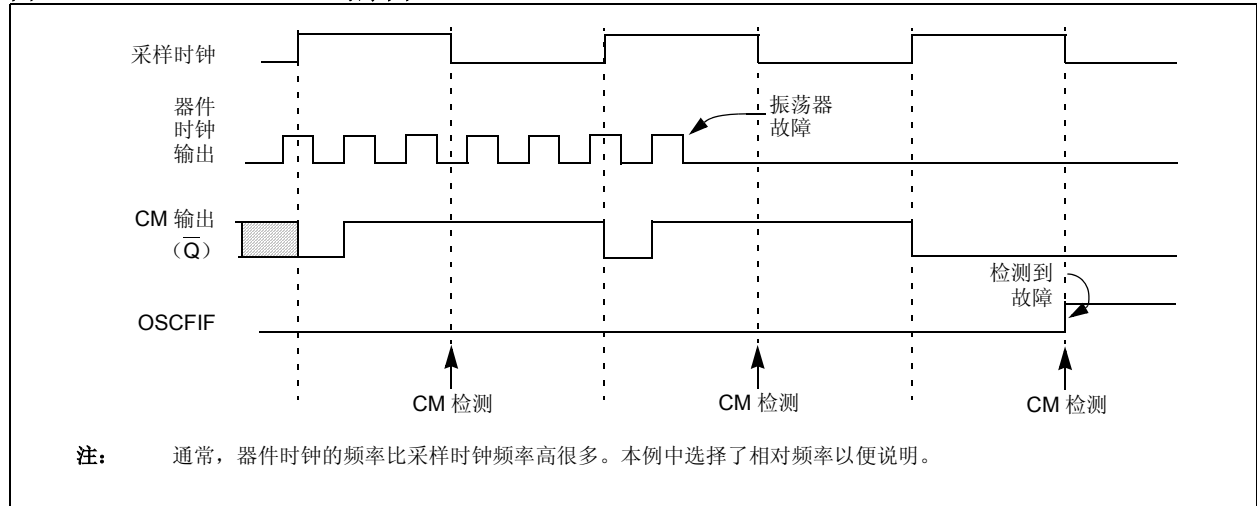 采样时钟
器件
时钟
输出
振荡器
故障
CM 输出
（Q）
检测到
故障
OSCFIF
CM 检测
CM 检测
CM 检测
注： 通常，器件时钟的频率比采样时钟频率高很多。本例中选择了相对频率以便说明。